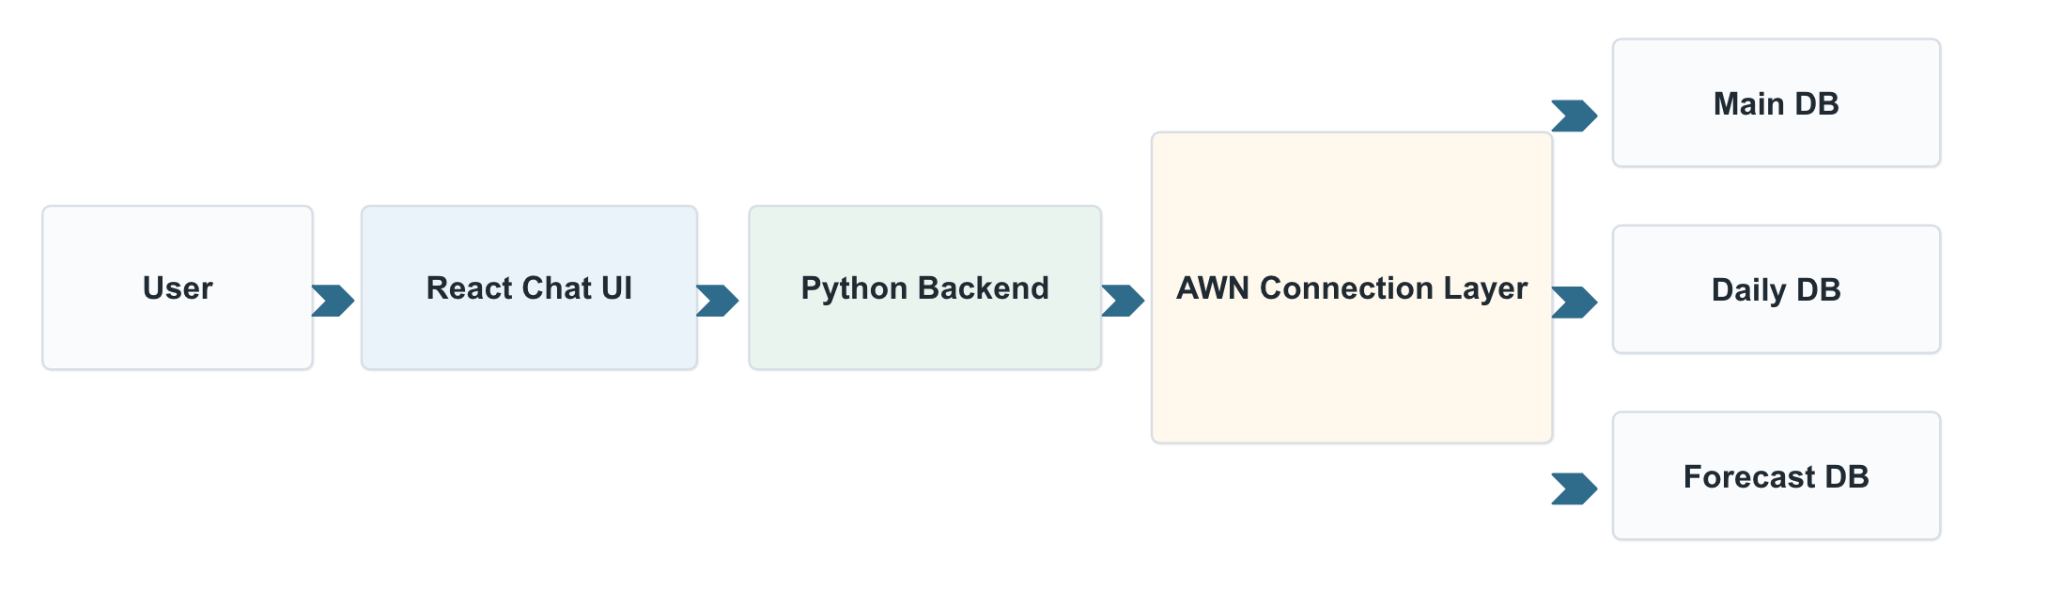 User
React Chat UI
Python Backend
AWN Connection Layer
Main DB
Daily DB
Forecast DB